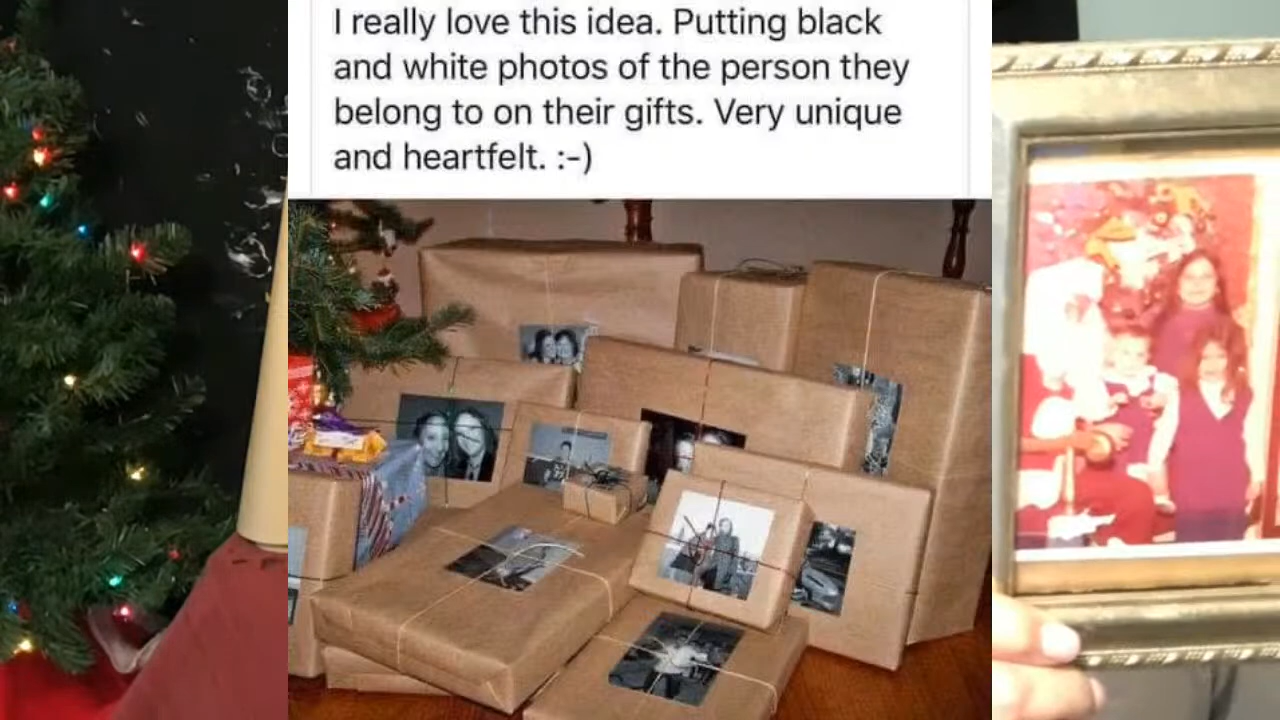 I really love this idea. Putting black
and white photos of the person they
belong to on their gifts. Very unique
and heartfelt. :-)